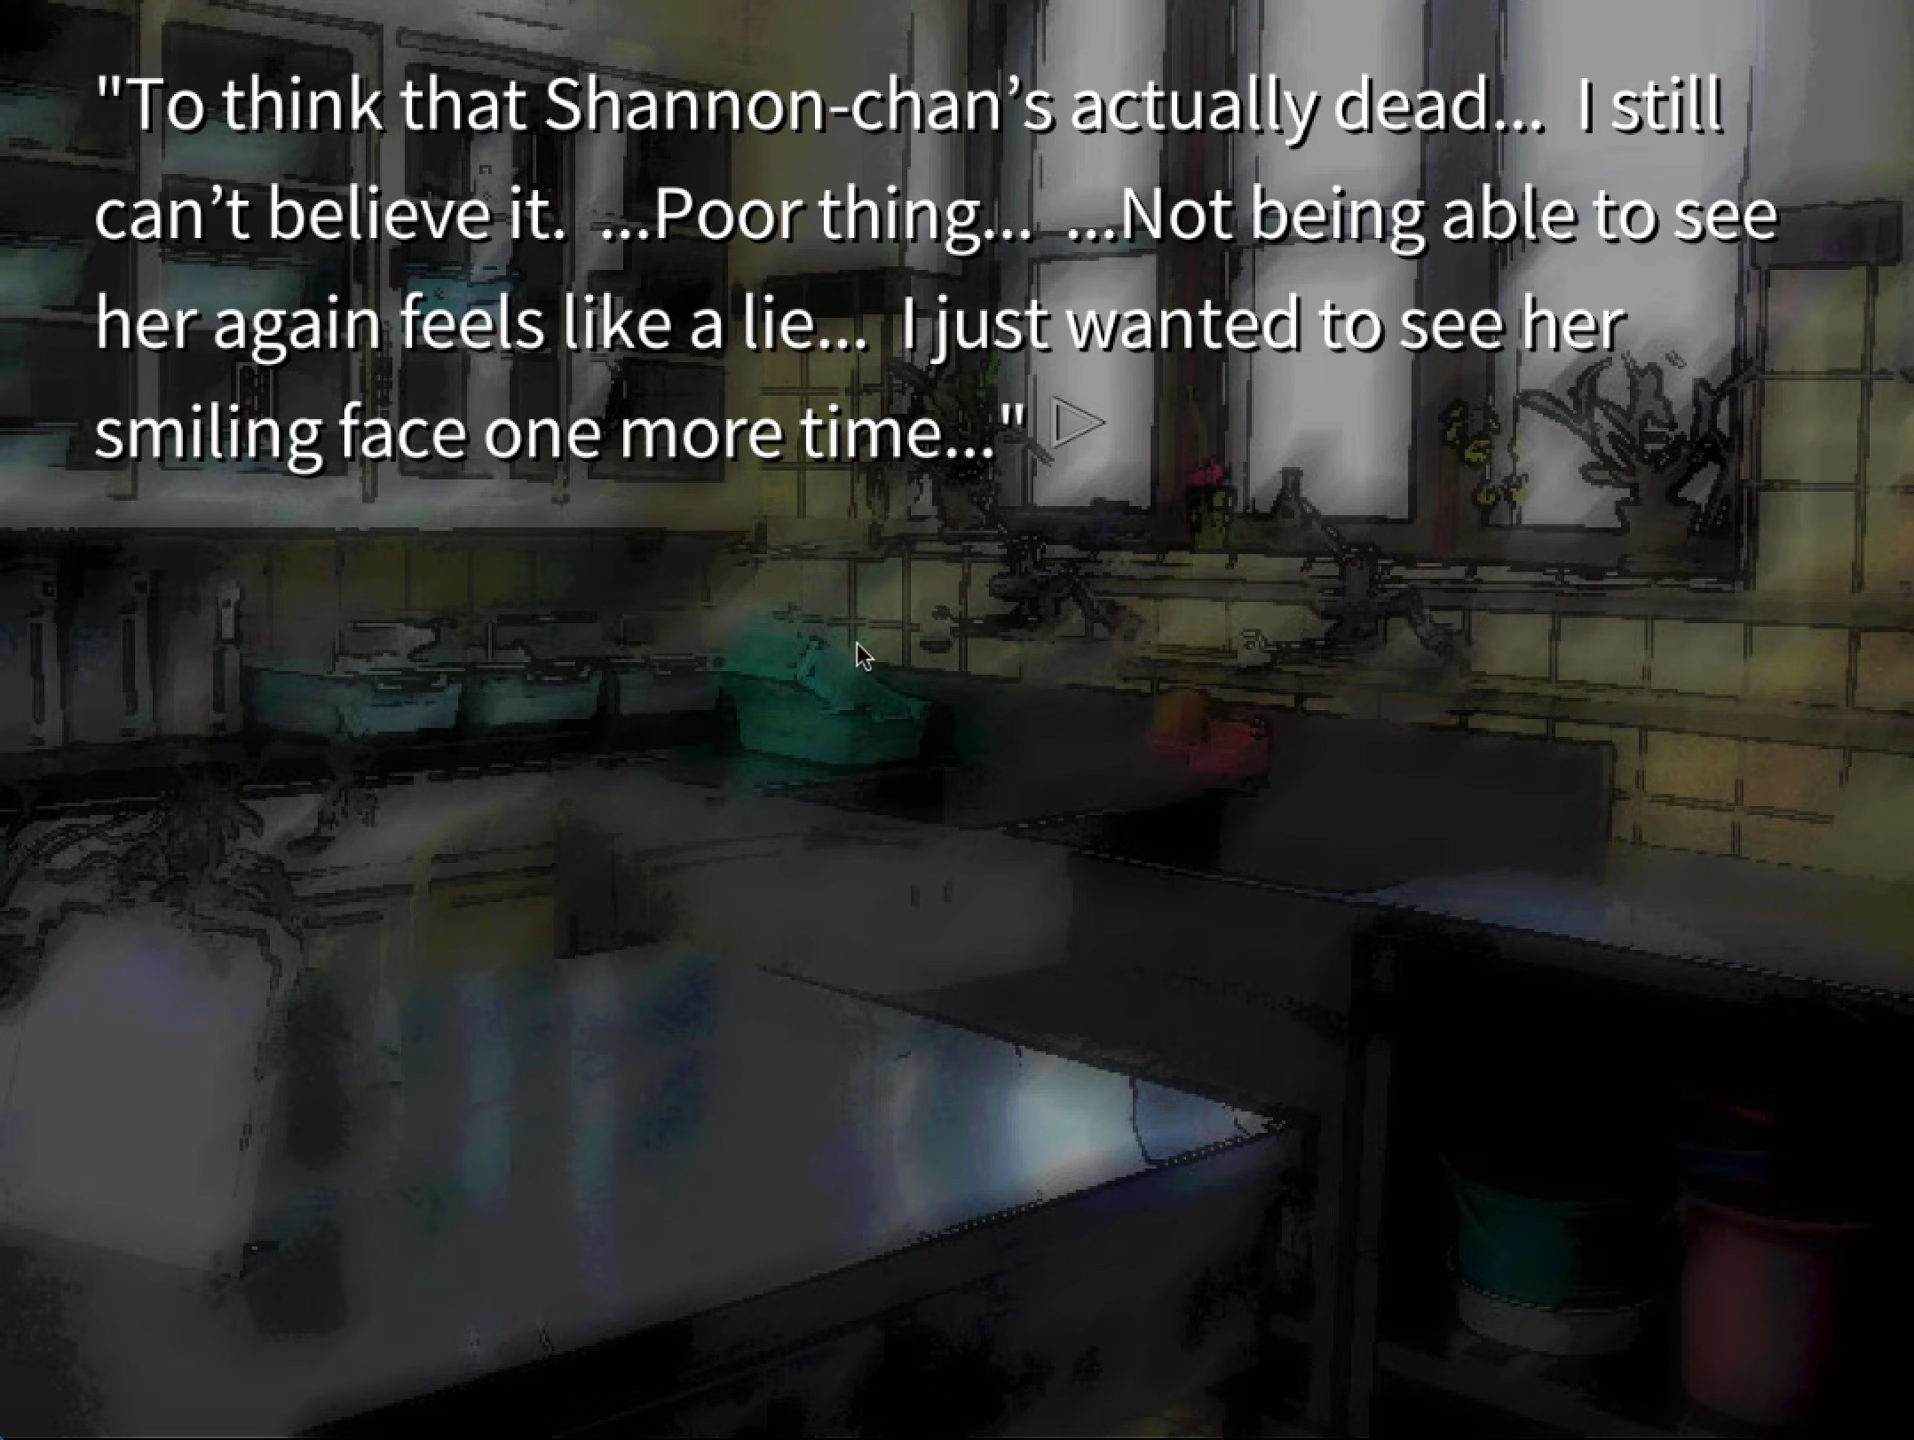 "To think that Shannon-chan’s actually dead...  I still
can’t believe it.  ...Poor thing...  ...Not being able to see
her again feels like a lie...  I just wanted to see her
smiling face one more time..."